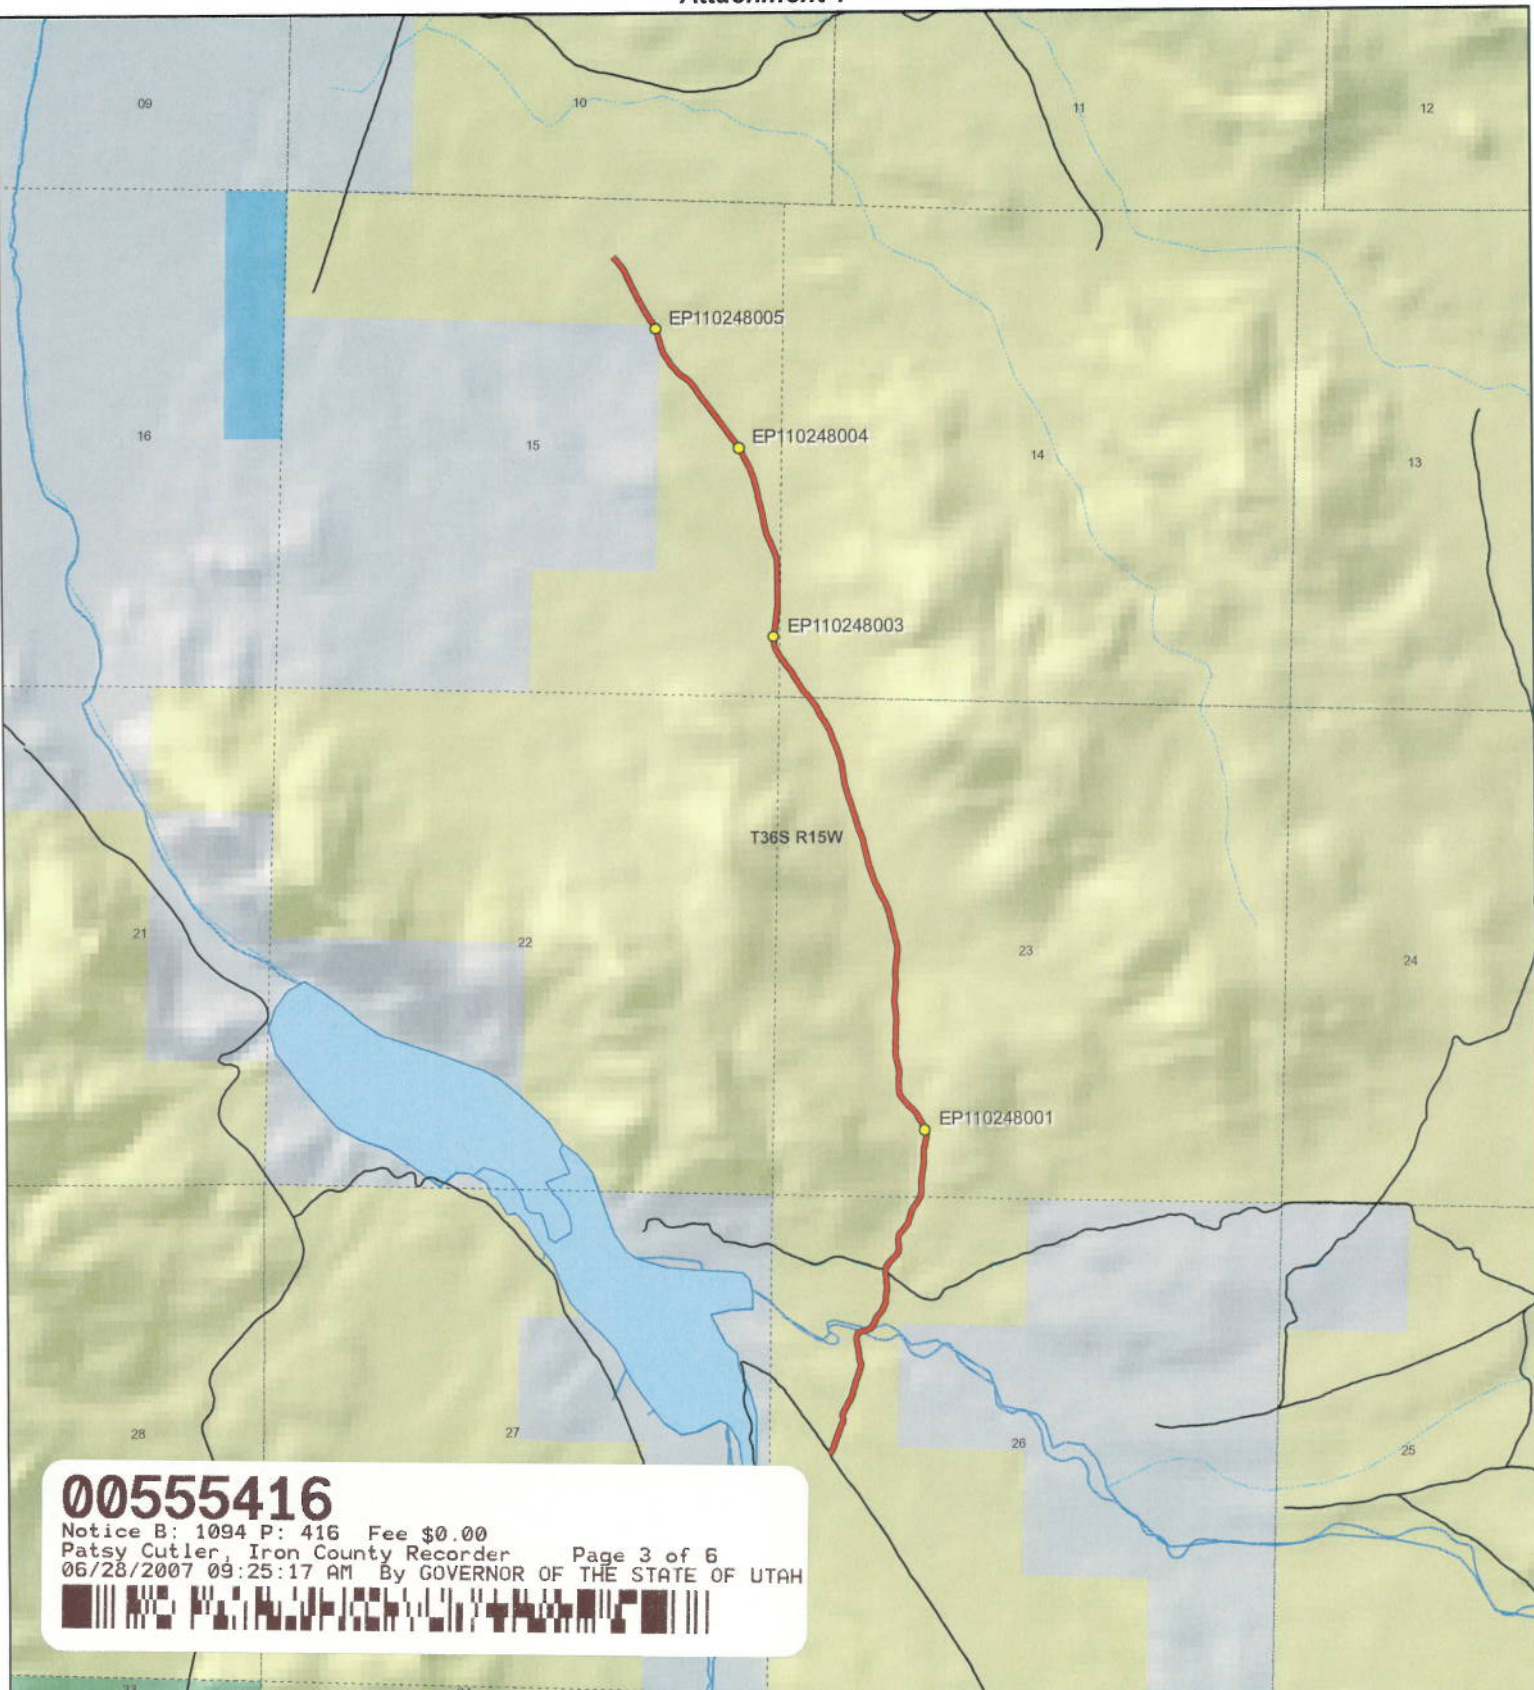 09
10
11
12
EP110248005
16
15
EP110248004
14
13
EP110248003
T36S R15W
21
22
23
24
EP110248001
28
27
26
25
00555416
Notice B: 1094 P: 416 Fee $0.00
Patsy Cutler, Iron County Recorder Page 3 of 6
06/28/2007 09:25:17 AM By GOVERNOR OF THE STATE OF UTAH